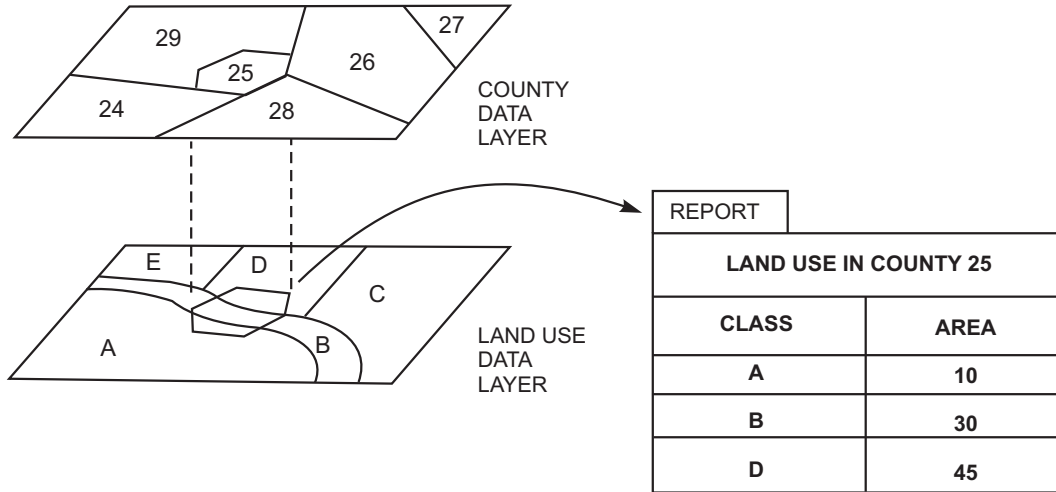 29
27
25
26
24
28
COUNTY
DATA
LAYER
E
D
C
A
B
LAND USE
DATA
LAYER
REPORT
LAND USE IN COUNTY 25
CLASS AREA
A 10
B 30
D 45